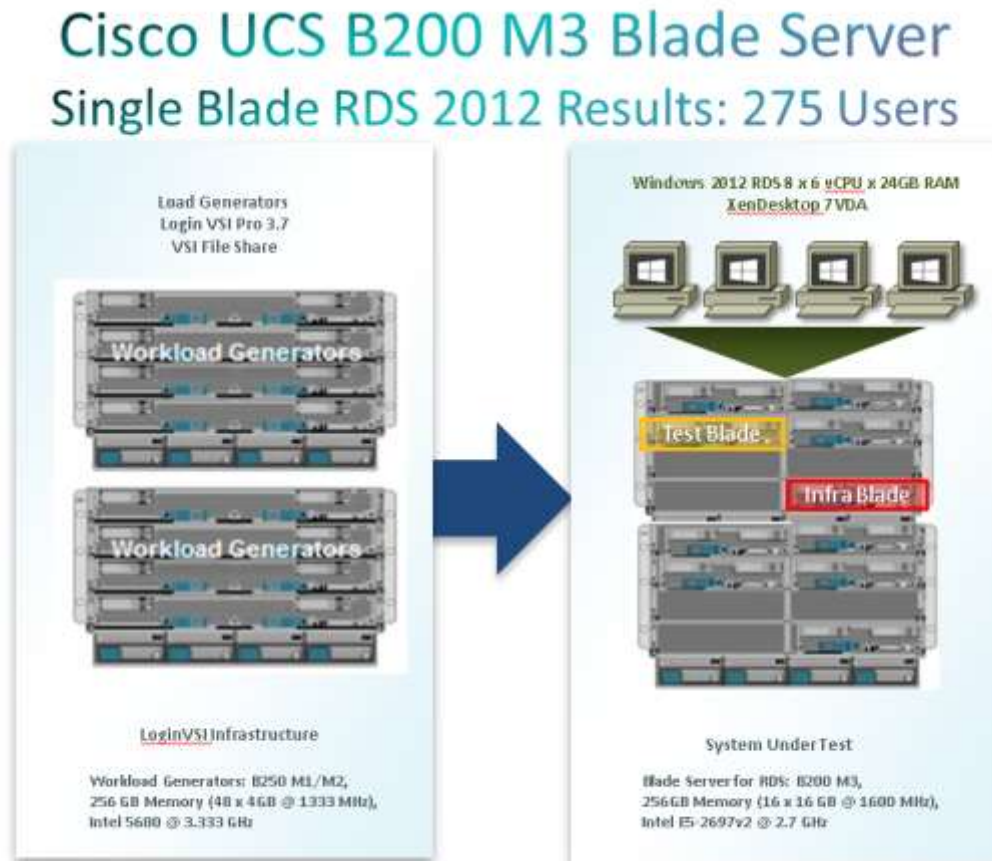 Cisco UCS B200 M3 Blade Server
Single Blade RDS 2012 Results: 275 Users
Load Generators
Login VSI Pro 3.7
VSI File Share
Workload Generators
Workload Generators
LoginVSI Infrastructure
Workload Generators: B250 M1/M2,
256 GB Memory (48 x 4GB @ 1333 MHz),
Intel 5680 @ 3.333 GHz
Windows 2012 RDS 8 x 6 vCPU x 24GB RAM
XenDesktop 7 VDA
Test Blade
Infra Blade
System Under Test
Blade Server for RDS: B200 M3,
256GB Memory (16 x 16 GB @ 1600 MHz),
Intel E5-2697v2 @ 2.7 GHz